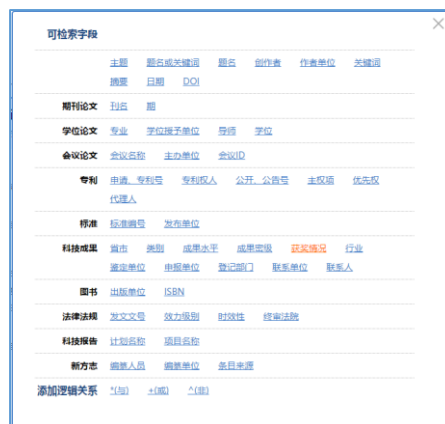 可检索字段
主题 题名或关键词 题名 创作者 作者单位 关键词
摘要 日期 DOI
期刊论文 刊名 期
学位论文 专业 学位授予单位 导师 学位
会议论文 会议名称 主办单位 会议ID
专利 申请、专利号 专利权人 公开、公告号 主权项 优先权
代理人
标准 标准编号 发布单位
科技成果 省市 类别 成果水平 成果密级 获奖情况 行业
鉴定单位 申报单位 登记部门 联系单位 联系人
图书 出版单位 ISBN
法律法规 发文文号 效力级别 时效性 终审法院
科技报告 计划名称 项目名称
新方志 编纂人员 编纂单位 条目来源
添加逻辑关系 *(与) +(或) ^(非)